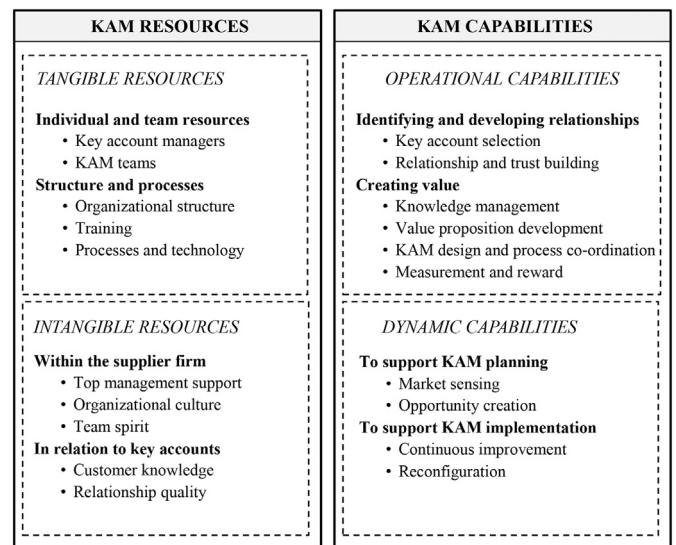 KAM RESOURCES
TANGIBLE RESOURCES
Individual and team resources
• Key account managers
• KAM teams
Structure and processes
• Organizational structure
• Training
• Processes and technology
INTANGIBLE RESOURCES
Within the supplier firm
• Top management support
• Organizational culture
• Team spirit
In relation to key accounts
• Customer knowledge
• Relationship quality
KAM CAPABILITIES
OPERATIONAL CAPABILITIES
Identifying and developing relationships
• Key account selection
• Relationship and trust building
Creating value
• Knowledge management
• Value proposition development
• KAM design and process co-ordination
• Measurement and reward
DYNAMIC CAPABILITIES
To support KAM planning
• Market sensing
• Opportunity creation
To support KAM implementation
• Continuous improvement
• Reconfiguration